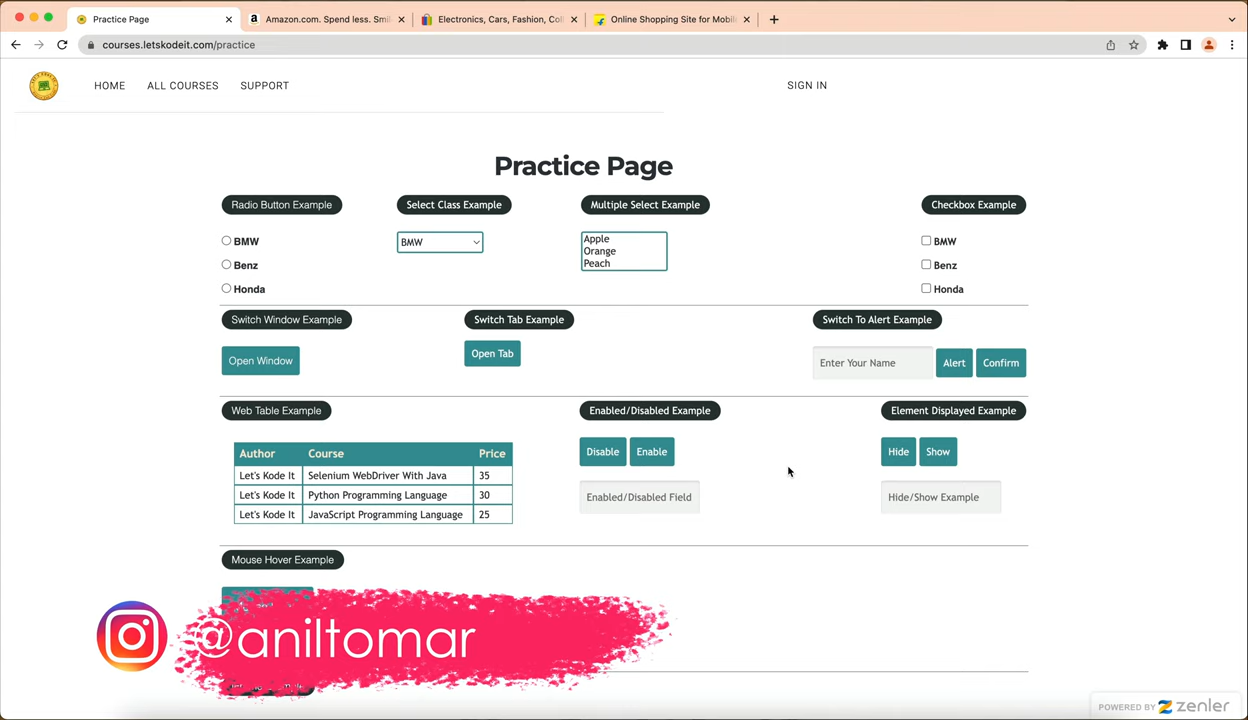 Practice Page
Amazon.com. Spend less. Smil
Electronics, Cars, Fashion, Coll
Online Shopping Site for Mobile
courses.letskodeit.com/practice
HOME
ALL COURSES
SUPPORT
SIGN IN
Practice Page
Radio Button Example
Select Class Example
Multiple Select Example
Checkbox Example
BMW
Benz
Honda
BMW
Apple
Orange
Peach
BMW
Benz
Honda
Switch Window Example
Switch Tab Example
Switch To Alert Example
Open Window
Open Tab
Enter Your Name
Alert
Confirm
Web Table Example
Enabled/Disabled Example
Element Displayed Example
Author Course Price
Let's Kode It Selenium WebDriver With Java 35
Let's Kode It Python Programming Language 30
Let's Kode It JavaScript Programming Language 25
Disable
Enable
Enabled/Disabled Field
Hide
Show
Hide/Show Example
Mouse Hover Example
@aniltomar
POWERED BY zenler